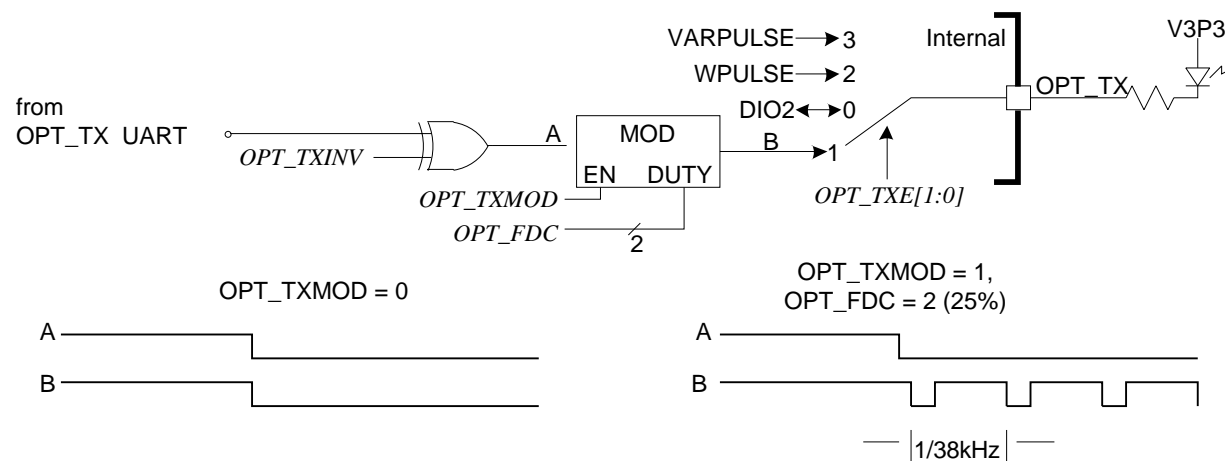 VARPULSE 3
Internal
V3P3
WPULSE 2
from
OPT_TX UART
DIO2 0
OPT_TX
A
MOD
B
1
OPT_TXINV
EN DUTY
OPT_TXMOD
OPT_TXE[1:0]
OPT_FDC
2
OPT_TXMOD = 0
OPT_TXMOD = 1,
OPT_FDC = 2 (25%)
A
B
A
B
1/38kHz